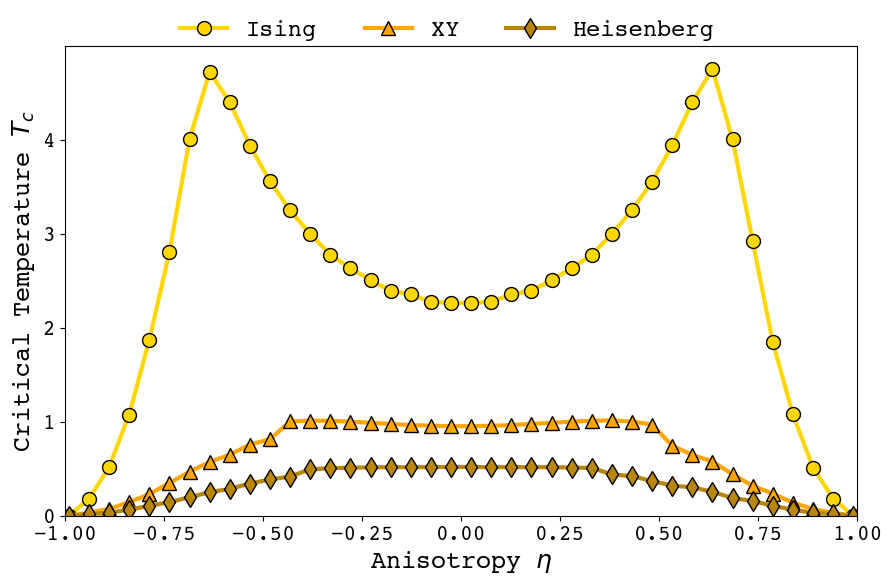 Ising XY Heisenberg
Critical Temperature T_c
4
3
2
1
0
−1.00 −0.75 −0.50 −0.25 0.00 0.25 0.50 0.75 1.00
Anisotropy η